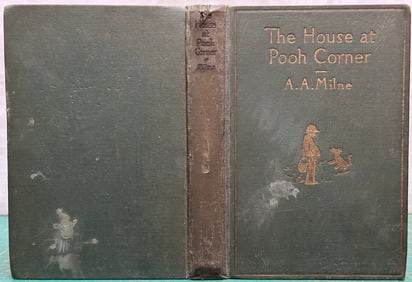 The
House
at
Pooh
Corner
Milne
The House at
Pooh Corner
A.A.Milne